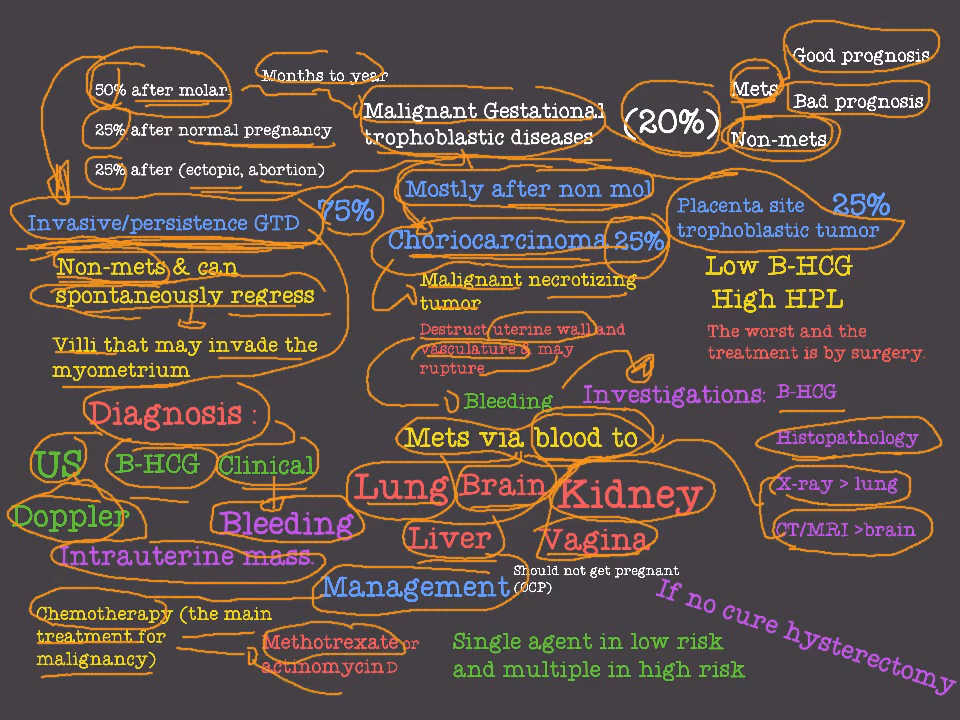 Good prognosis
Months to year
50% after molar.
Mets
Bad prognosis
Malignant Gestational
trophoblastic diseases
(20%)
25% after normal pregnancy
Non-mets
25% after (ectopic, abortion)
Mostly after non mol
Invasive/persistence GTD
75%
Placenta site 25%
trophoblastic tumor
Choriocarcinoma 25%
Non-mets & can
spontaneously regress
Malignant necrotizing
tumor
Low B-HCG
High HPL
Villi that may invade the
myometrium
Destruct uterine wall and
vasculature & may
rupture
The worst and the
treatment is by surgery.
Bleeding
Investigations:
B-HCG
Diagnosis :
Mets via blood to
Histopathology
US
B-HCG
Clinical
Lung
Brain
Kidney
X-ray > lung
Doppler
Bleeding
Liver
Vagina
CT/MRI >brain
Intrauterine mass.
Management
Should not get pregnant
(OCP)
If no cure hysterectomy
Chemotherapy (the main
treatment for
malignancy)
Methotrexate or
actinomycin D
Single agent in low risk
and multiple in high risk